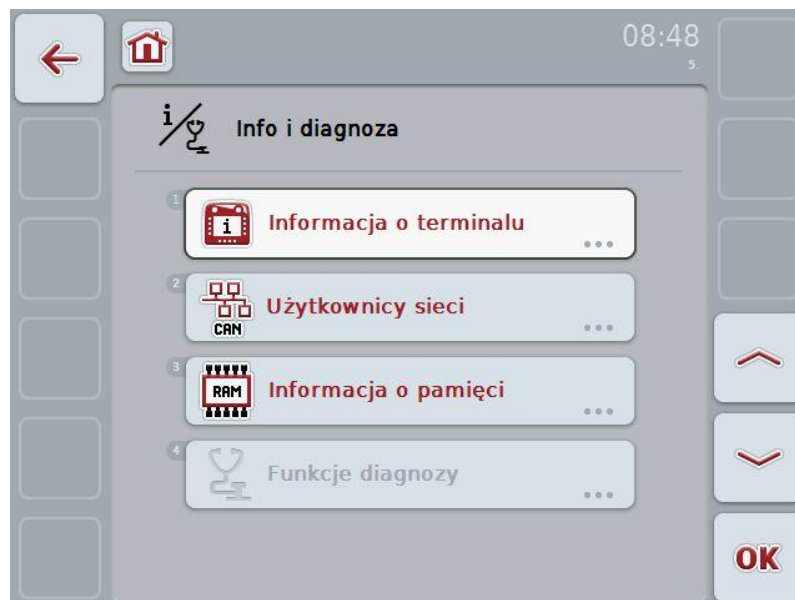 08:48
5.
i
Info i diagnoza
1
i
Informacja o terminalu
2
CAN
Użytkownicy sieci
3
RAM
Informacja o pamięci
4
Funkcje diagnozy
OK